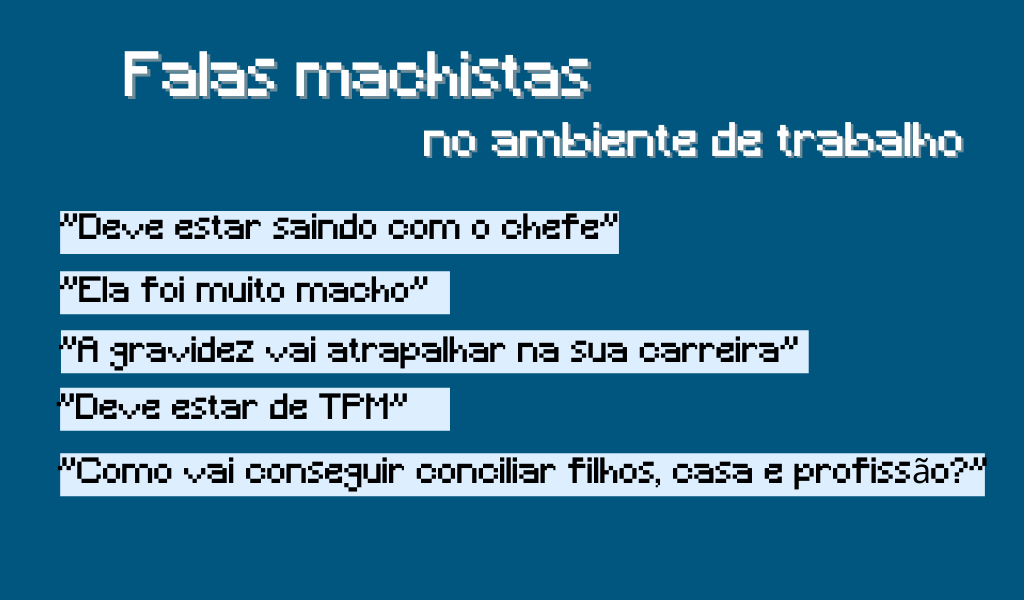 Falas machistas
no ambiente de trabalho
"Deve estar saindo com o chefe"
"Ela foi muito macho"
"A gravidez vai atrapalhar na sua carreira"
"Deve estar de TPM"
"Como vai conseguir conciliar filhos, casa e profissão?"